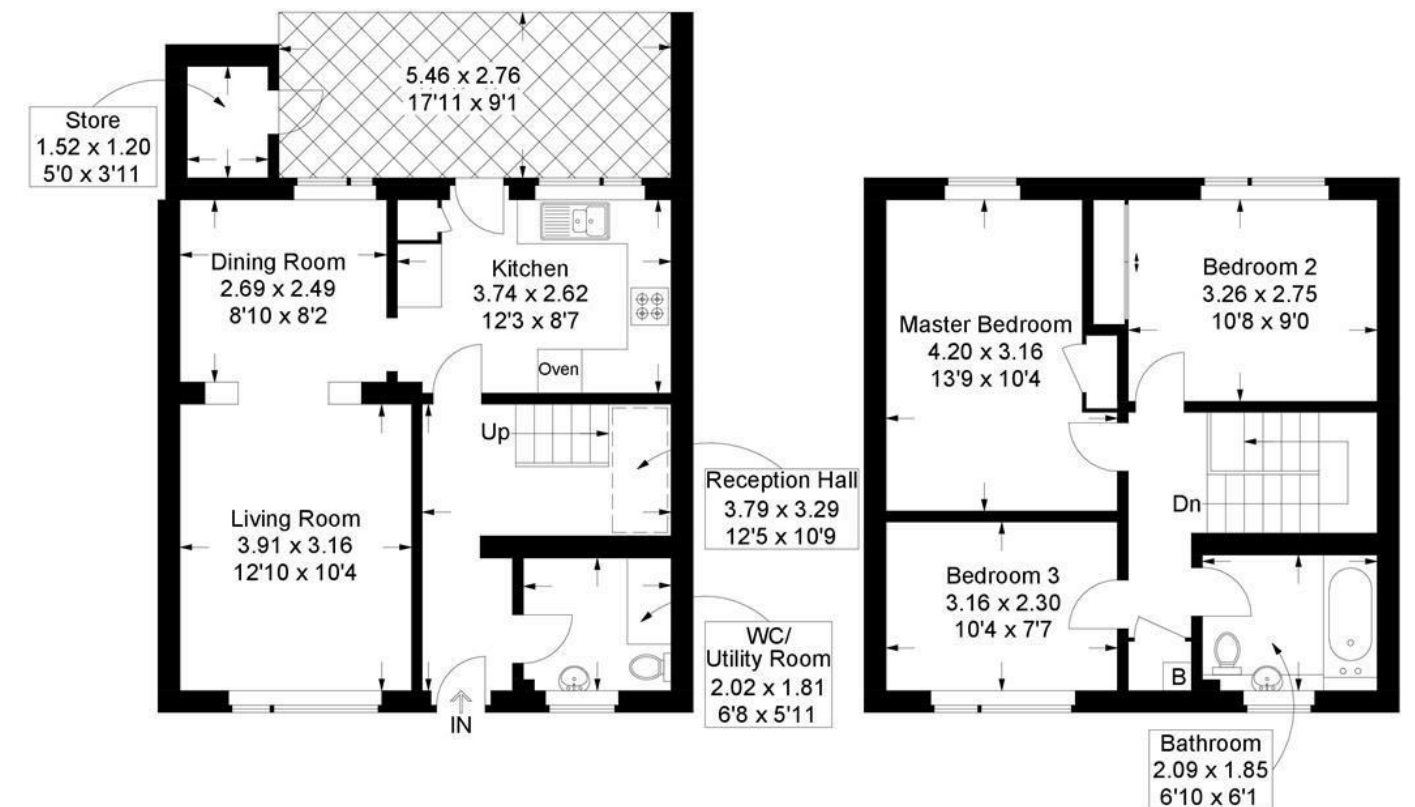 5.46 x 2.76
17'11 x 9'1
Store
1.52 x 1.20
5'0 x 3'11
Dining Room
2.69 x 2.49
8'10 x 8'2
Kitchen
3.74 x 2.62
12'3 x 8'7
Oven
Up
Living Room
3.91 x 3.16
12'10 x 10'4
Reception Hall
3.79 x 3.29
12'5 x 10'9
WC/
Utility Room
2.02 x 1.81
6'8 x 5'11
IN
Master Bedroom
4.20 x 3.16
13'9 x 10'4
Bedroom 2
3.26 x 2.75
10'8 x 9'0
Dn
Bedroom 3
3.16 x 2.30
10'4 x 7'7
B
Bathroom
2.09 x 1.85
6'10 x 6'1